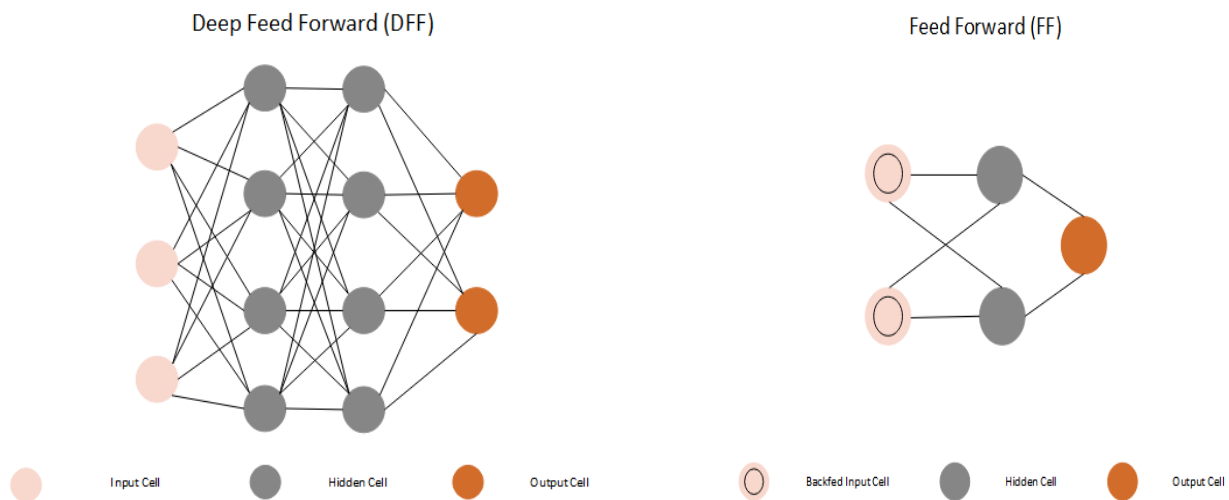 Deep Feed Forward (DFF)
Feed Forward (FF)
Input Cell
Hidden Cell
Output Cell
Backfed Input Cell
Hidden Cell
Output Cell